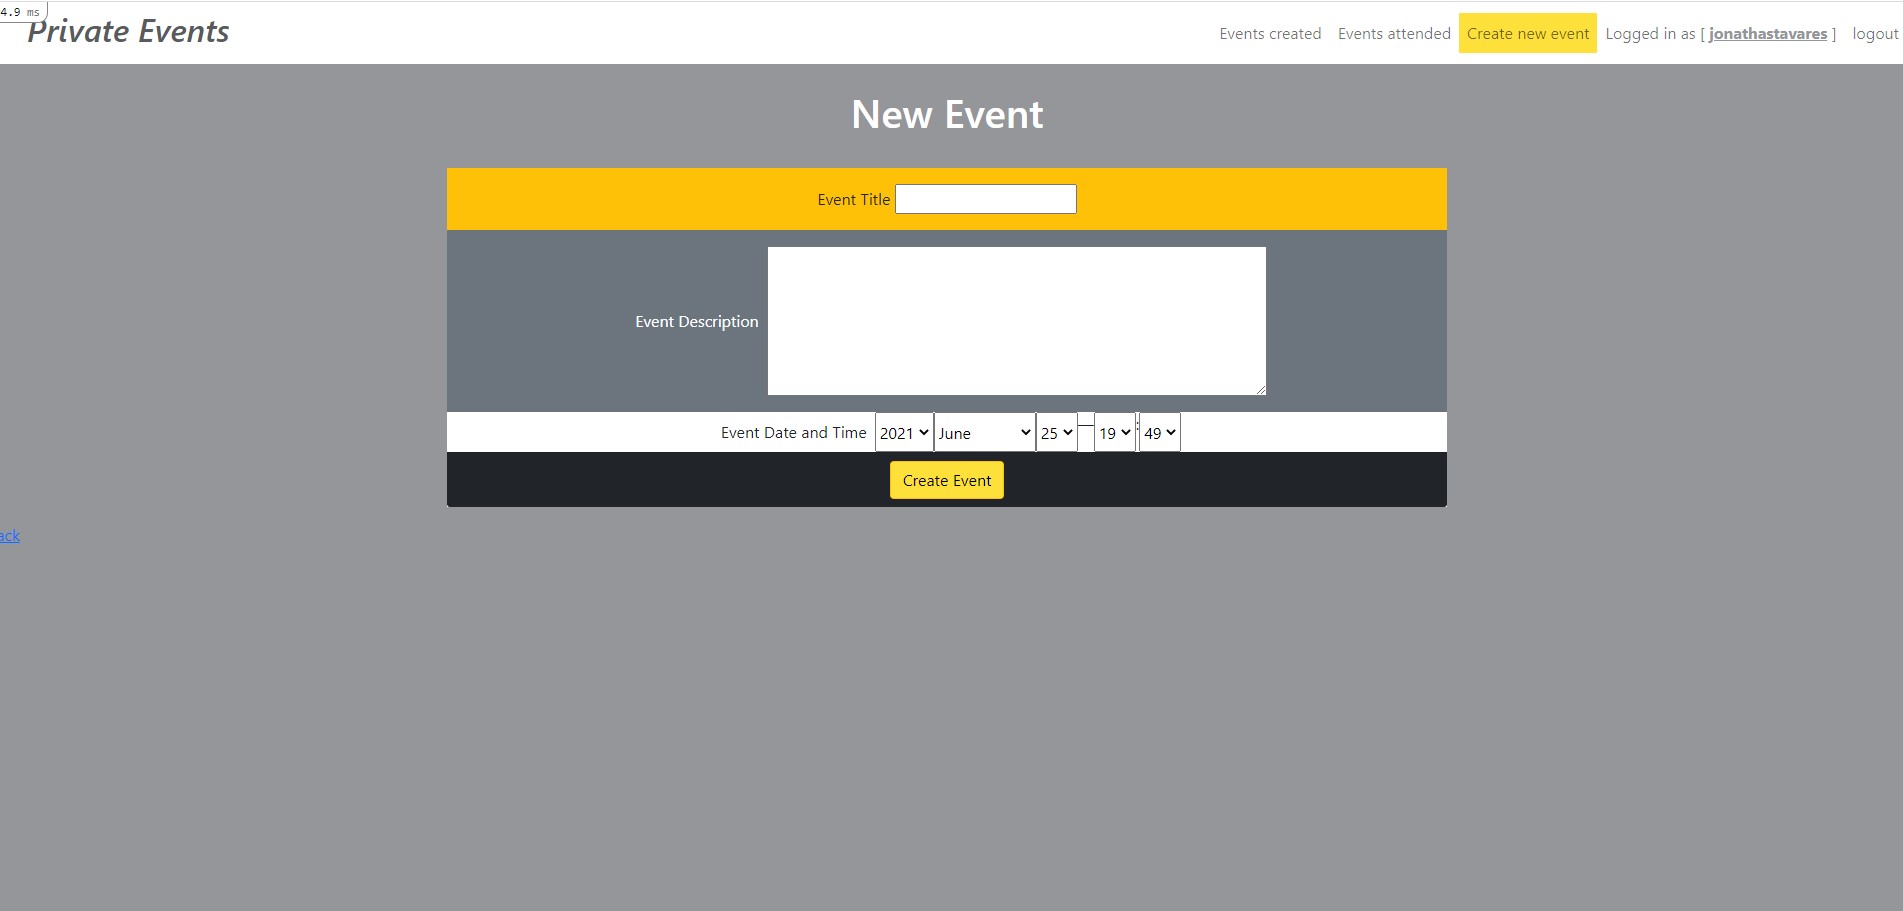 4.9 ms
Private Events
Events created Events attended Create new event Logged in as [ jonathastavares ] logout
New Event
Event Title
Event Description
Event Date and Time 2021 June 25 — 19 : 49
Create Event
ack